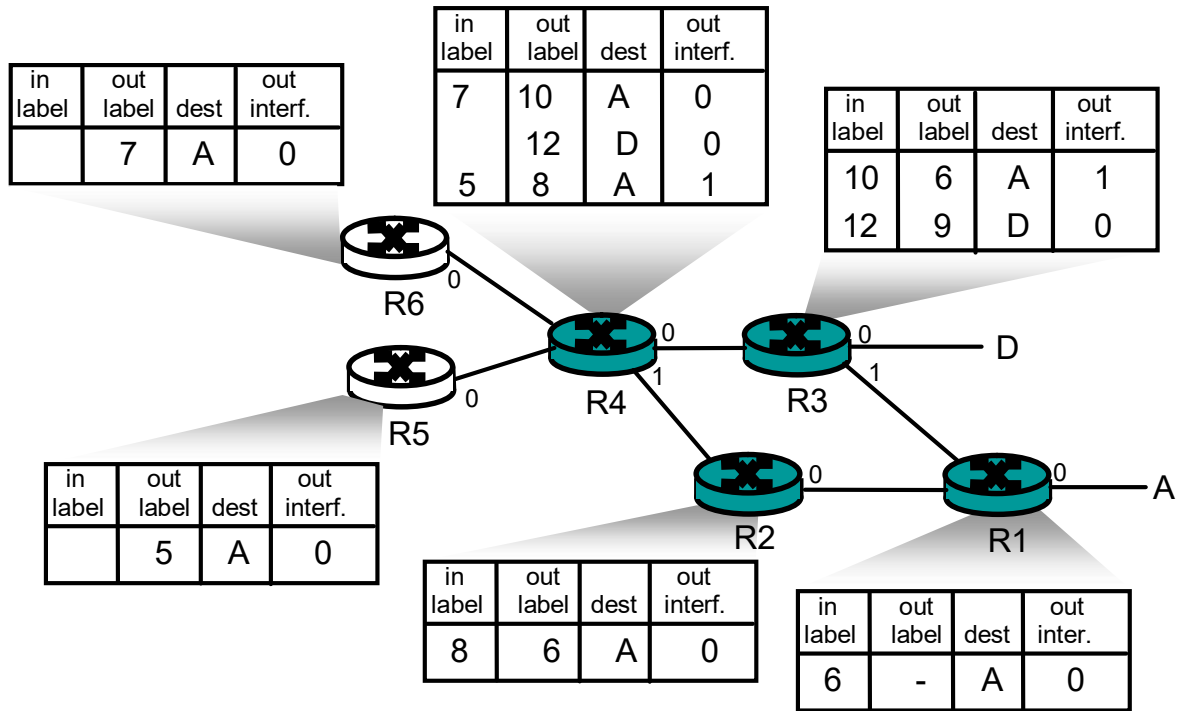 in out dest out
label label interf.
7 A 0
in out dest out
label label interf.
7 10 A 0
12 D 0
5 8 A 1
in out dest out
label label interf.
10 6 A 1
12 9 D 0
0
R6
0
R5
0
1
R4
0
1
R3
D
0
R2
0
R1
A
in out dest out
label label interf.
5 A 0
in out dest out
label label interf.
8 6 A 0
in out dest out
label label inter.
6 - A 0